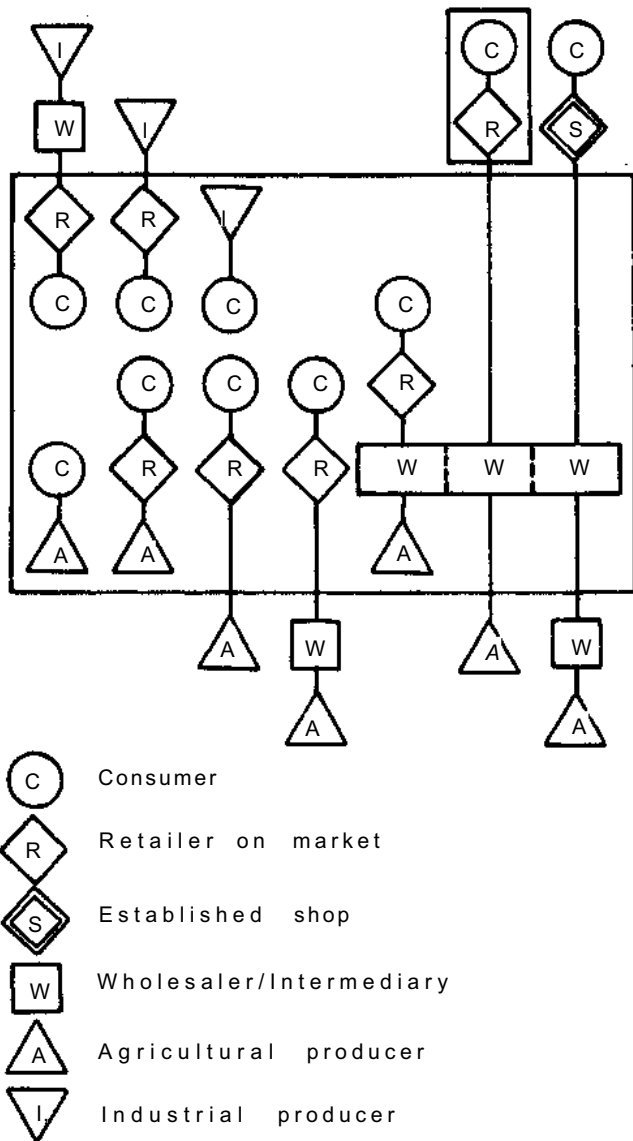 I C C
W I R S
R R I
C C C C
C C C R
C R R R W W W
A A A
A W A W
A A
C Consumer
R Retailer on market
S Established shop
W Wholesaler/Intermediary
A Agricultural producer
I Industrial producer